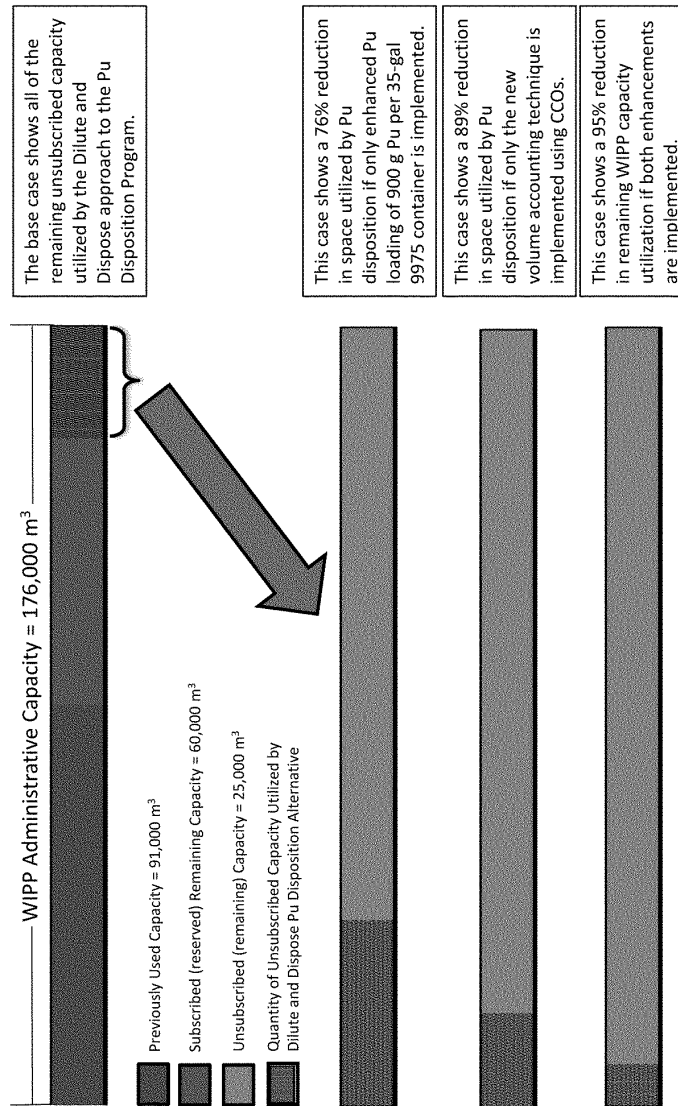 WIPP Administrative Capacity = 176,000 m³
The base case shows all of the
remaining unsubscribed capacity
utilized by the Dilute and
Dispose approach to the Pu
Disposition Program.
Previously Used Capacity = 91,000 m³
Subscribed (reserved) Remaining Capacity = 60,000 m³
Unsubscribed (remaining) Capacity = 25,000 m³
Quantity of Unsubscribed Capacity Utilized by
Dilute and Dispose Pu Disposition Alternative
This case shows a 76% reduction
in space utilized by Pu
disposition if only enhanced Pu
loading of 900 g Pu per 35-gal
9975 container is implemented.
This case shows a 89% reduction
in space utilized by Pu
disposition if only the new
volume accounting technique is
implemented using CCOs.
This case shows a 95% reduction
in remaining WIPP capacity
utilization if both enhancements
are implemented.